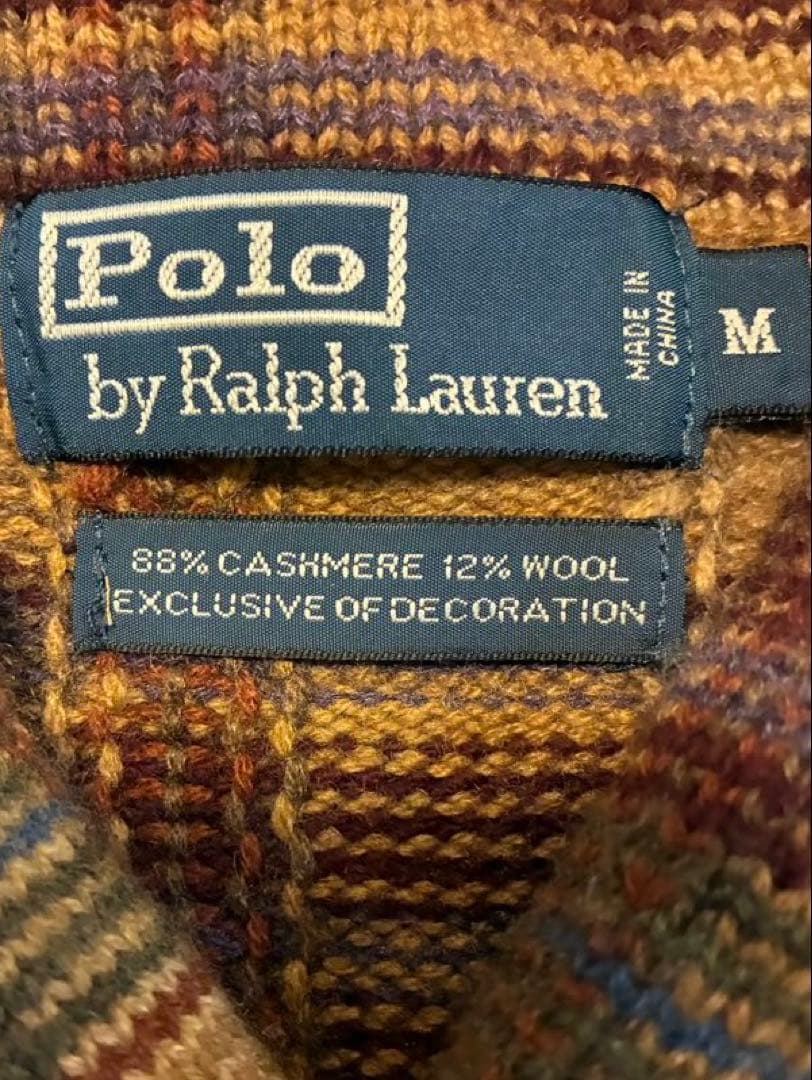 Polo
by Ralph Lauren
MADE IN
CHINA
M
88% CASHMERE 12% WOOL
EXCLUSIVE OF DECORATION